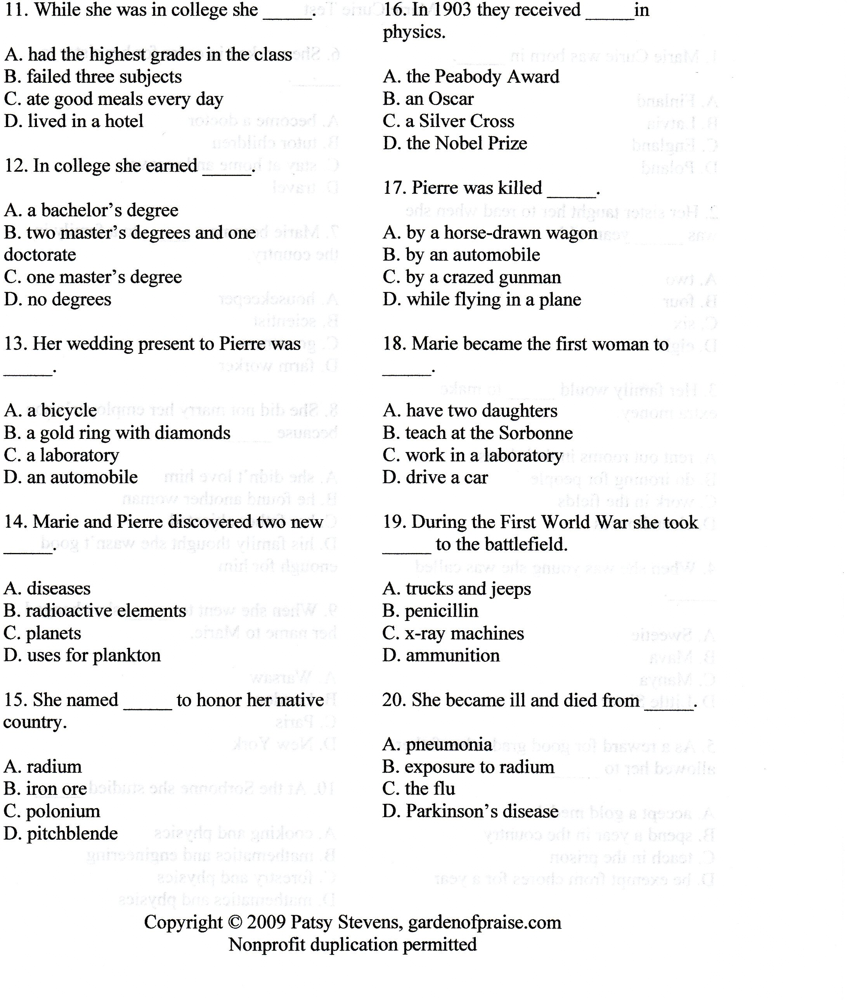 11. While she was in college she _____.
A. had the highest grades in the class
B. failed three subjects
C. ate good meals every day
D. lived in a hotel
12. In college she earned _____.
A. a bachelor's degree
B. two master's degrees and one
doctorate
C. one master's degree
D. no degrees
13. Her wedding present to Pierre was
_____.
A. a bicycle
B. a gold ring with diamonds
C. a laboratory
D. an automobile
14. Marie and Pierre discovered two new
_____.
A. diseases
B. radioactive elements
C. planets
D. uses for plankton
15. She named _____ to honor her native
country.
A. radium
B. iron ore
C. polonium
D. pitchblende
16. In 1903 they received _____in
physics.
A. the Peabody Award
B. an Oscar
C. a Silver Cross
D. the Nobel Prize
17. Pierre was killed _____.
A. by a horse-drawn wagon
B. by an automobile
C. by a crazed gunman
D. while flying in a plane
18. Marie became the first woman to
_____.
A. have two daughters
B. teach at the Sorbonne
C. work in a laboratory
D. drive a car
19. During the First World War she took
_____ to the battlefield.
A. trucks and jeeps
B. penicillin
C. x-ray machines
D. ammunition
20. She became ill and died from_____.
A. pneumonia
B. exposure to radium
C. the flu
D. Parkinson's disease
Copyright © 2009 Patsy Stevens, gardenofpraise.com
Nonprofit duplication permitted